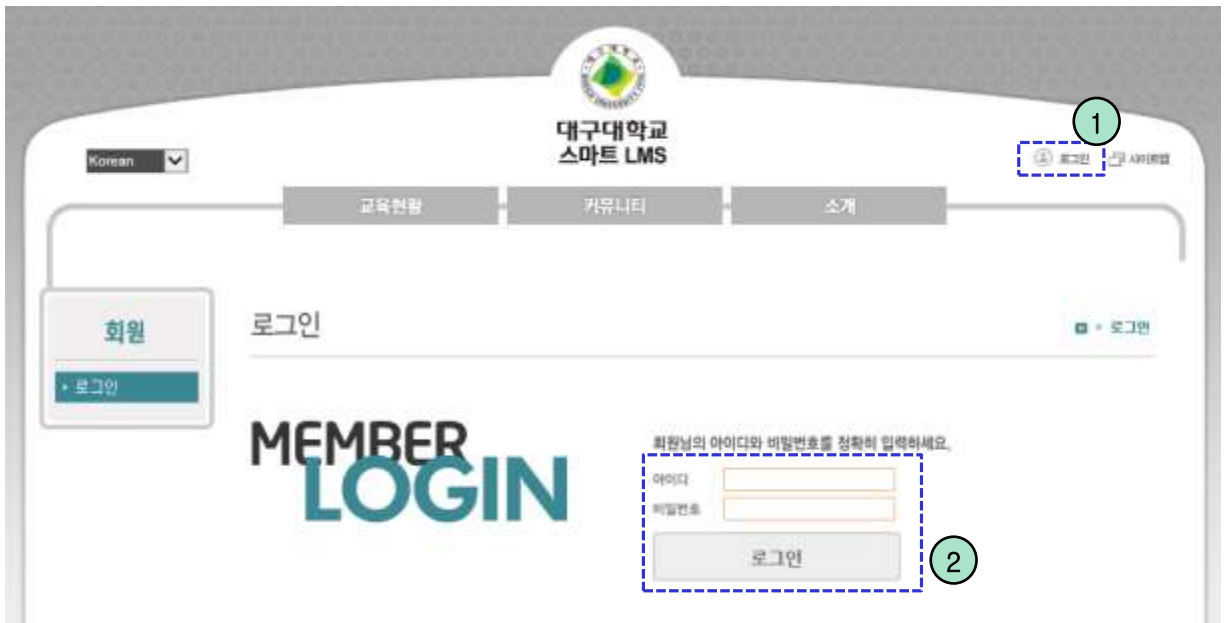 대구대학교
스마트 LMS
1
Korean
로그인 사이트맵
교육현황 커뮤니티 소개
회원
로그인
로그인
로그인
MEMBER
LOGIN
회원님의 아이디와 비밀번호를 정확히 입력하세요.
아이디
비밀번호
로그인
2